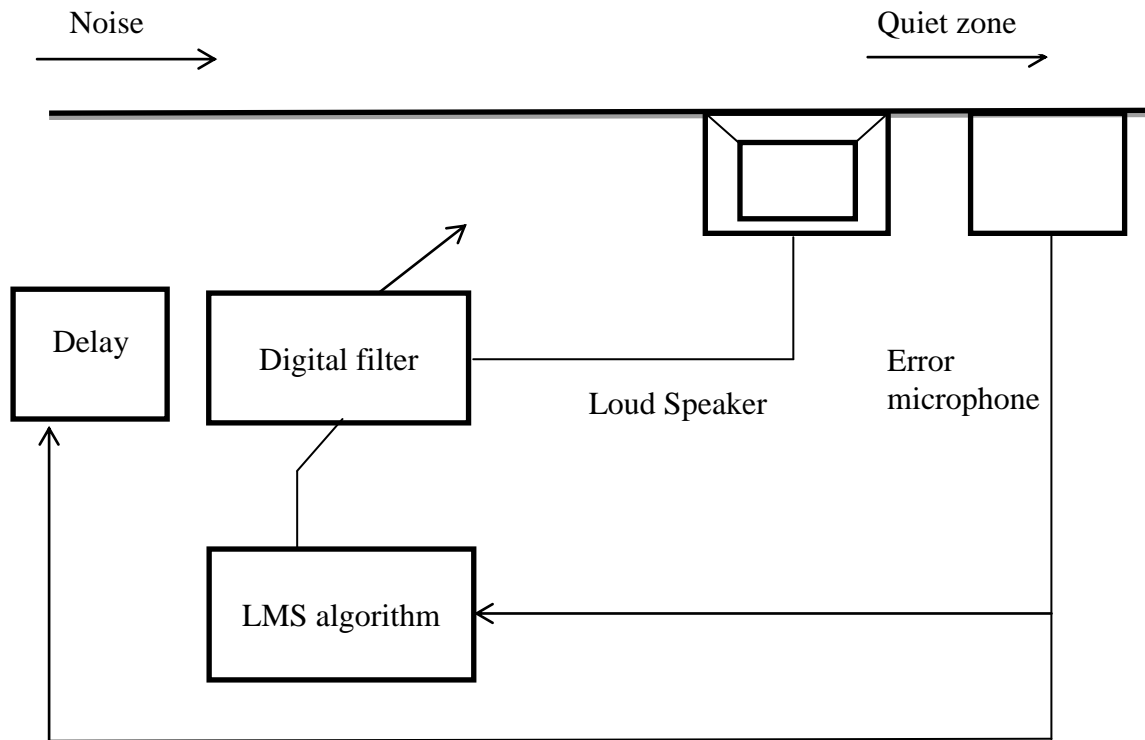 Noise
Quiet zone
Delay
Digital filter
Error
microphone
Loud Speaker
LMS algorithm